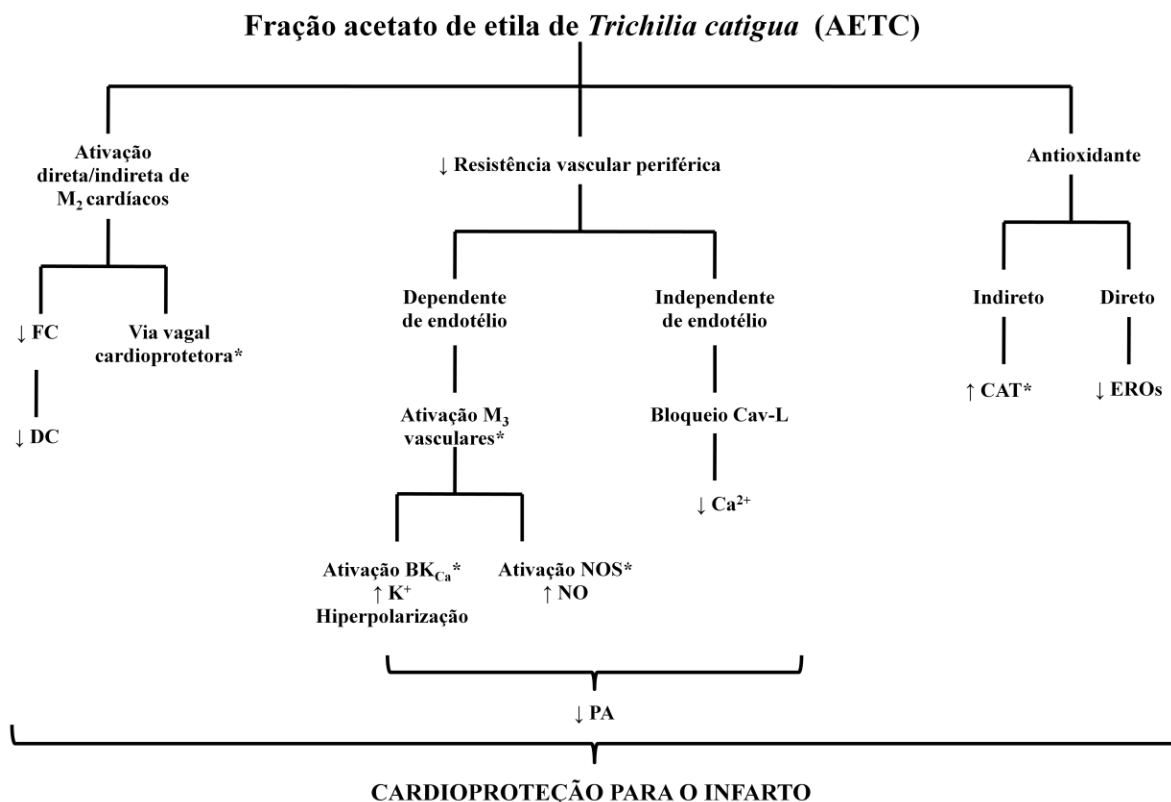 Fração acetato de etila de Trichilia catigua (AETC)
Ativação
direta/indireta de
M₂ cardíacos
↓ Resistência vascular periférica
Antioxidante
↓ FC
Via vagal
cardioprotetora*
Dependente
de endotélio
Independente
de endotélio
Indireto
Direto
↓ DC
Ativação M₃
vasculares*
Bloqueio Cav-L
↑ CAT*
↓ EROs
↓ Ca²⁺
Ativação BK_Ca*
↑ K⁺
Hiperpolarização
Ativação NOS*
↑ NO
↓ PA
CARDIOPROTEÇÃO PARA O INFARTO